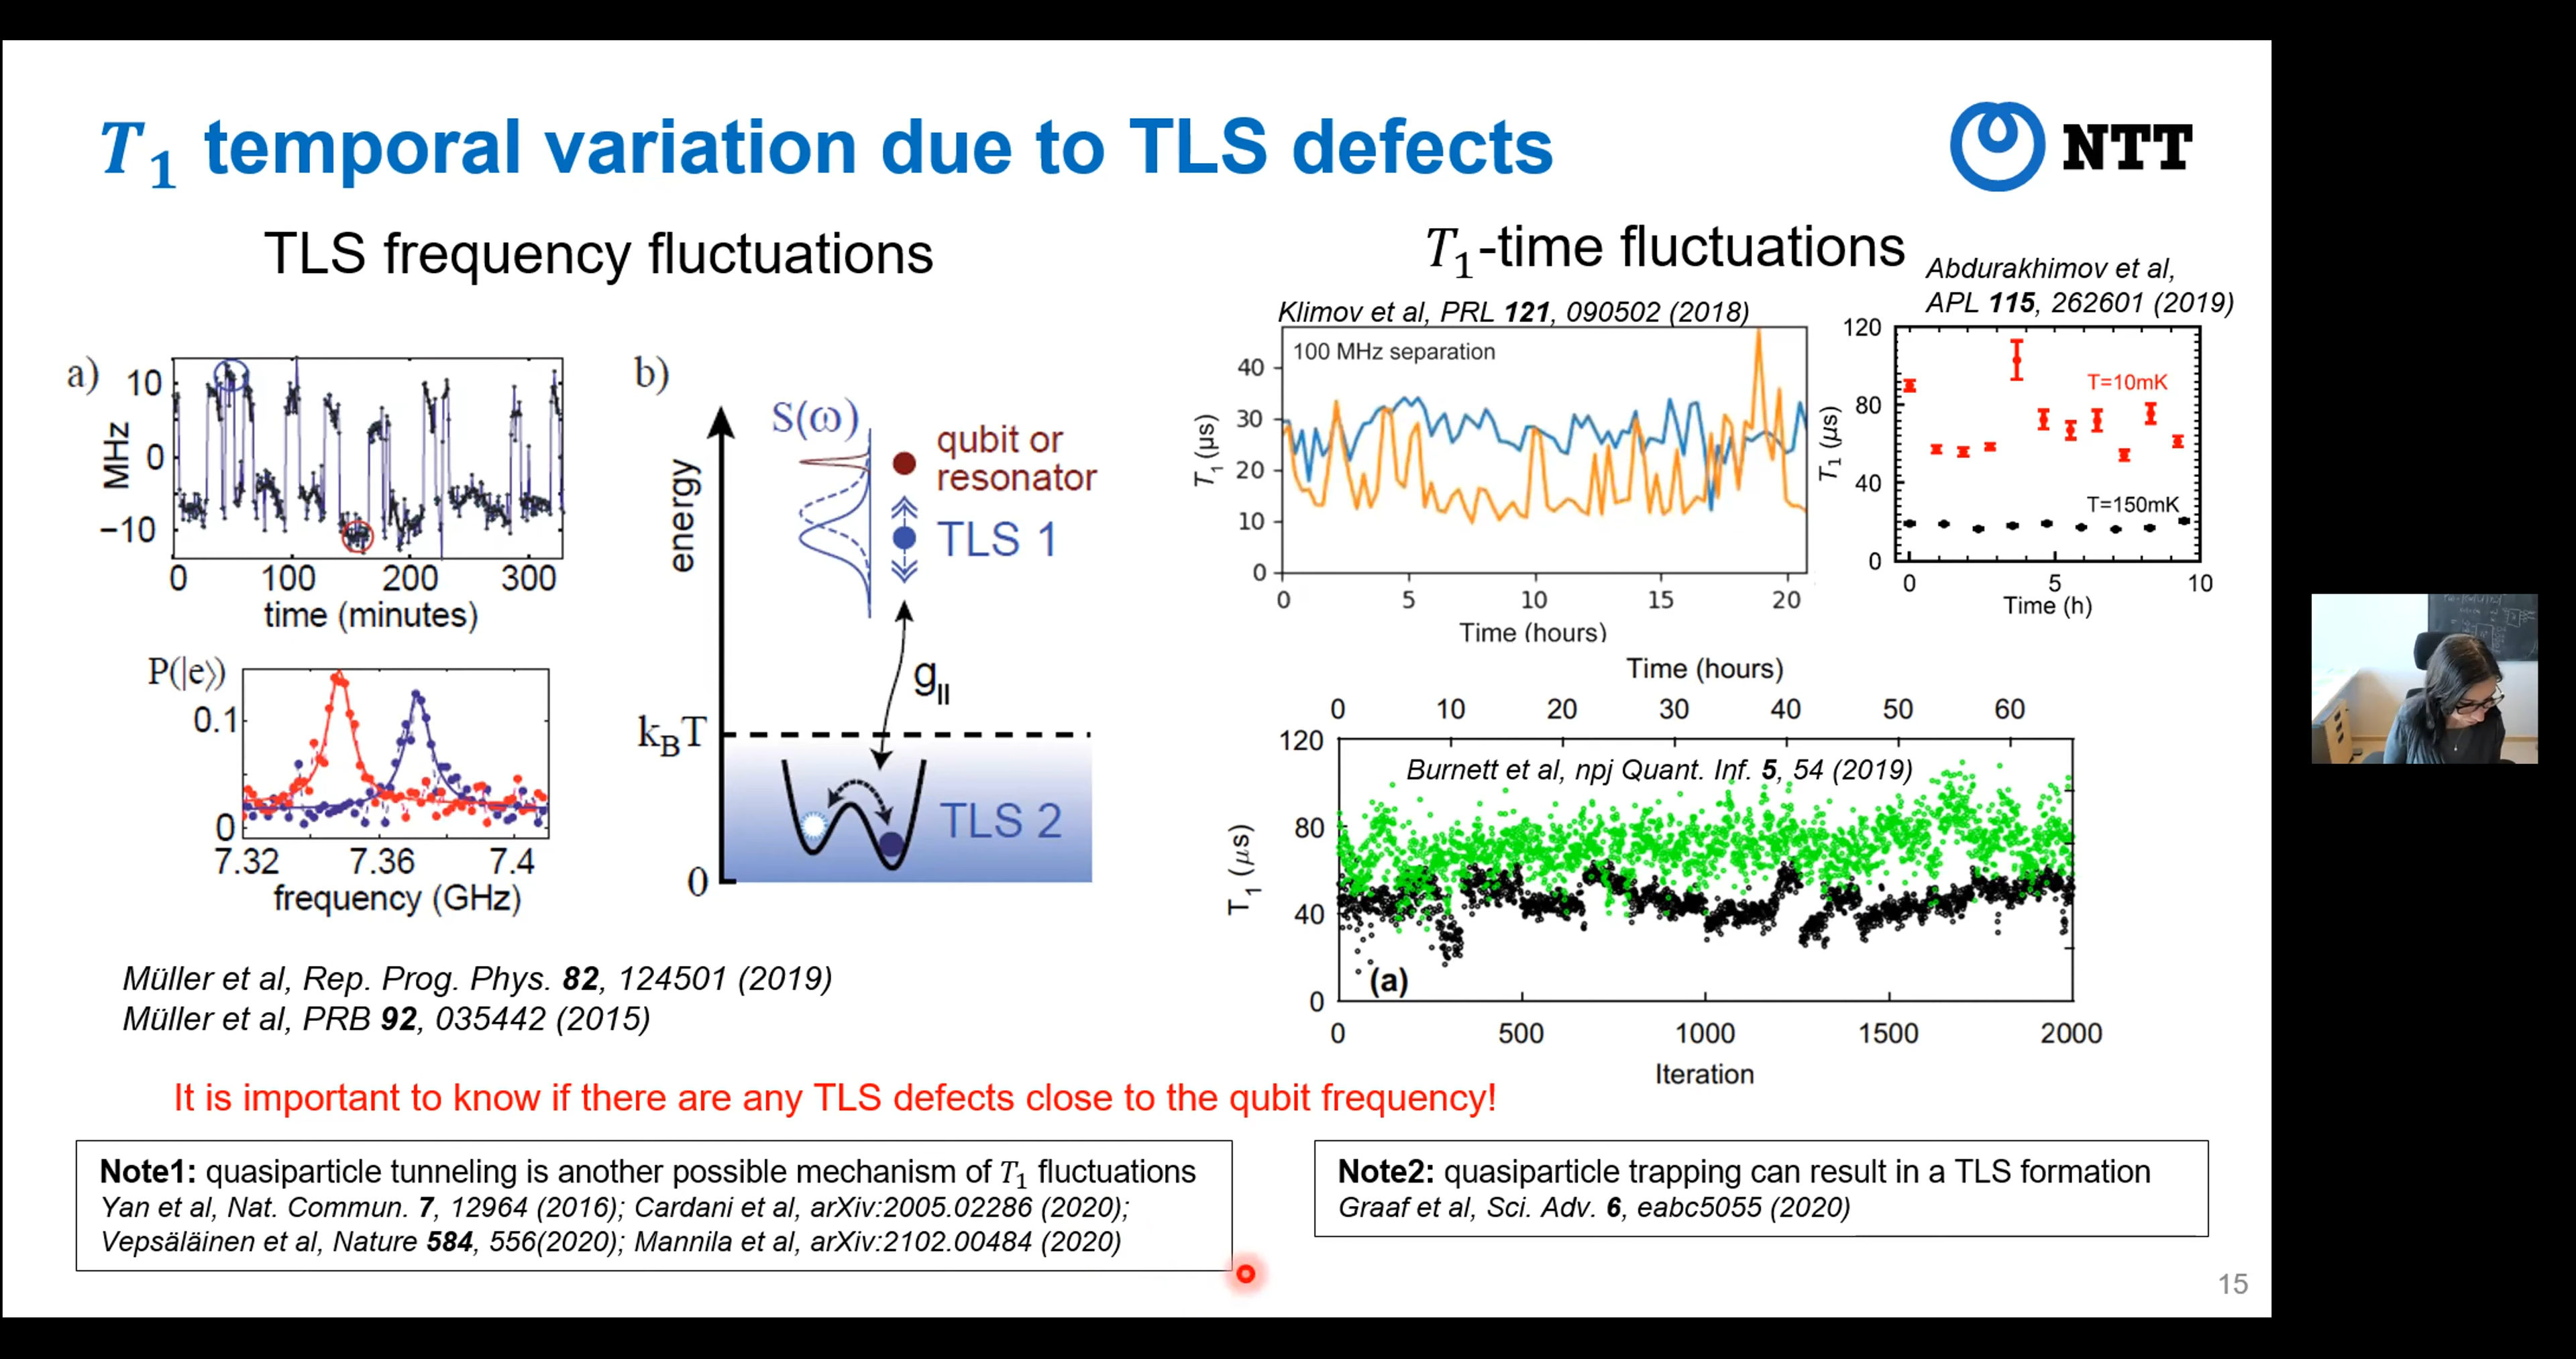 T₁ temporal variation due to TLS defects
NTT
TLS frequency fluctuations
a)
10
0
−10
MHz
0 100 200 300
time (minutes)
P(|e⟩)
0.1
0
7.32 7.36 7.4
frequency (GHz)
b)
energy
S(ω)
qubit or
resonator
TLS 1
g||
kBT
TLS 2
0
Müller et al, Rep. Prog. Phys. 82, 124501 (2019)
Müller et al, PRB 92, 035442 (2015)
T₁-time fluctuations
Klimov et al, PRL 121, 090502 (2018)
100 MHz separation
40
30
20
10
0
T₁ (µs)
0 5 10 15 20
Time (hours)
Abdurakhimov et al,
APL 115, 262601 (2019)
120
80
40
0
T₁ (µs)
T=10mK
T=150mK
0 5 10
Time (h)
Time (hours)
0 10 20 30 40 50 60
120
80
40
0
T₁ (µs)
Burnett et al, npj Quant. Inf. 5, 54 (2019)
(a)
0 500 1000 1500 2000
Iteration
It is important to know if there are any TLS defects close to the qubit frequency!
Note1: quasiparticle tunneling is another possible mechanism of T₁ fluctuations
Yan et al, Nat. Commun. 7, 12964 (2016); Cardani et al, arXiv:2005.02286 (2020);
Vepsäläinen et al, Nature 584, 556(2020); Mannila et al, arXiv:2102.00484 (2020)
Note2: quasiparticle trapping can result in a TLS formation
Graaf et al, Sci. Adv. 6, eabc5055 (2020)
15